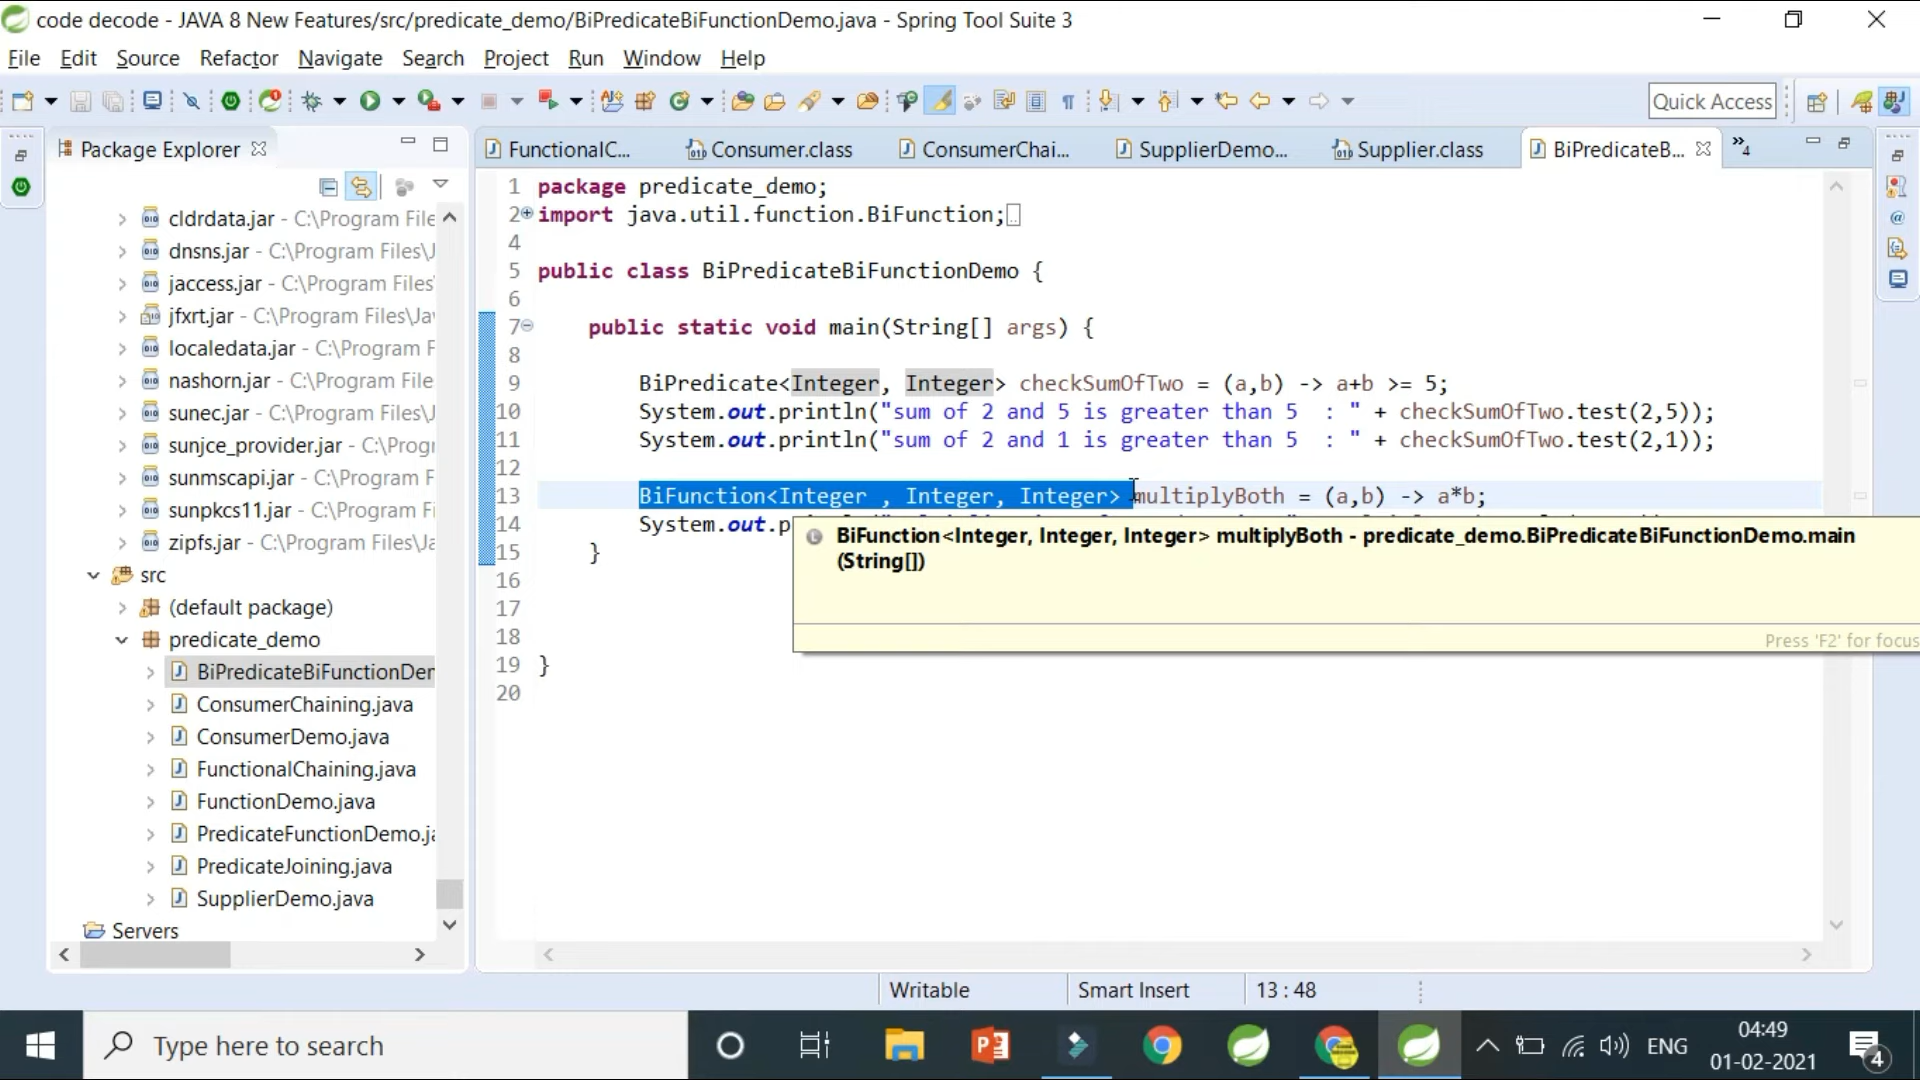 code decode - JAVA 8 New Features/src/predicate_demo/BiPredicateBiFunctionDemo.java - Spring Tool Suite 3
File Edit Source Refactor Navigate Search Project Run Window Help
Quick Access
Package Explorer
FunctionalC... Consumer.class ConsumerChai... SupplierDemo... Supplier.class BiPredicateB... »4
cldrdata.jar - C:\Program File
dnsns.jar - C:\Program Files\J
jaccess.jar - C:\Program Files
jfxrt.jar - C:\Program Files\Ja
localedata.jar - C:\Program F
nashorn.jar - C:\Program File
sunec.jar - C:\Program Files\J
sunjce_provider.jar - C:\Prog
sunmscapi.jar - C:\Program F
sunpkcs11.jar - C:\Program F
zipfs.jar - C:\Program Files\Ja
src
(default package)
predicate_demo
BiPredicateBiFunctionDer
ConsumerChaining.java
ConsumerDemo.java
FunctionalChaining.java
FunctionDemo.java
PredicateFunctionDemo.ja
PredicateJoining.java
SupplierDemo.java
Servers
1 package predicate_demo;
2 import java.util.function.BiFunction;
4
5 public class BiPredicateBiFunctionDemo {
6
7 public static void main(String[] args) {
8
9 BiPredicate<Integer, Integer> checkSumOfTwo = (a,b) -> a+b >= 5;
10 System.out.println("sum of 2 and 5 is greater than 5  : " + checkSumOfTwo.test(2,5));
11 System.out.println("sum of 2 and 1 is greater than 5  : " + checkSumOfTwo.test(2,1));
12
13 BiFunction<Integer , Integer, Integer> multiplyBoth = (a,b) -> a*b;
14 System.out.p
15 }
16
17
18
19 }
20
BiFunction<Integer, Integer, Integer> multiplyBoth - predicate_demo.BiPredicateBiFunctionDemo.main
(String[])
Press 'F2' for focus
Writable Smart Insert 13 : 48
Type here to search
ENG
04:49
01-02-2021
4